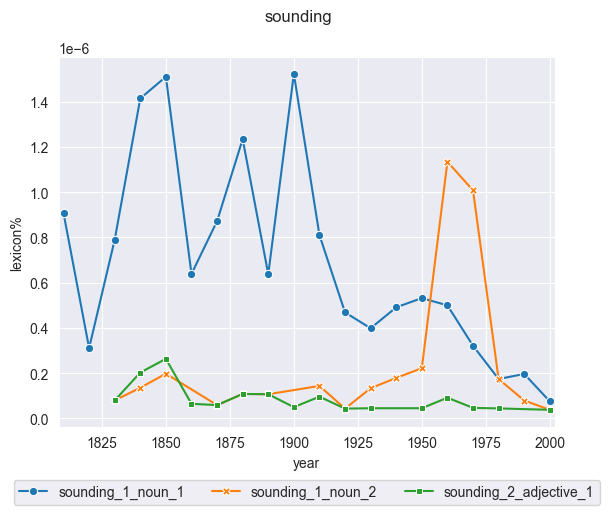 sounding
1e−6
1.4
1.2
1.0
0.8
0.6
0.4
0.2
0.0
lexicon%
1825 1850 1875 1900 1925 1950 1975 2000
year
sounding_1_noun_1 sounding_1_noun_2 sounding_2_adjective_1